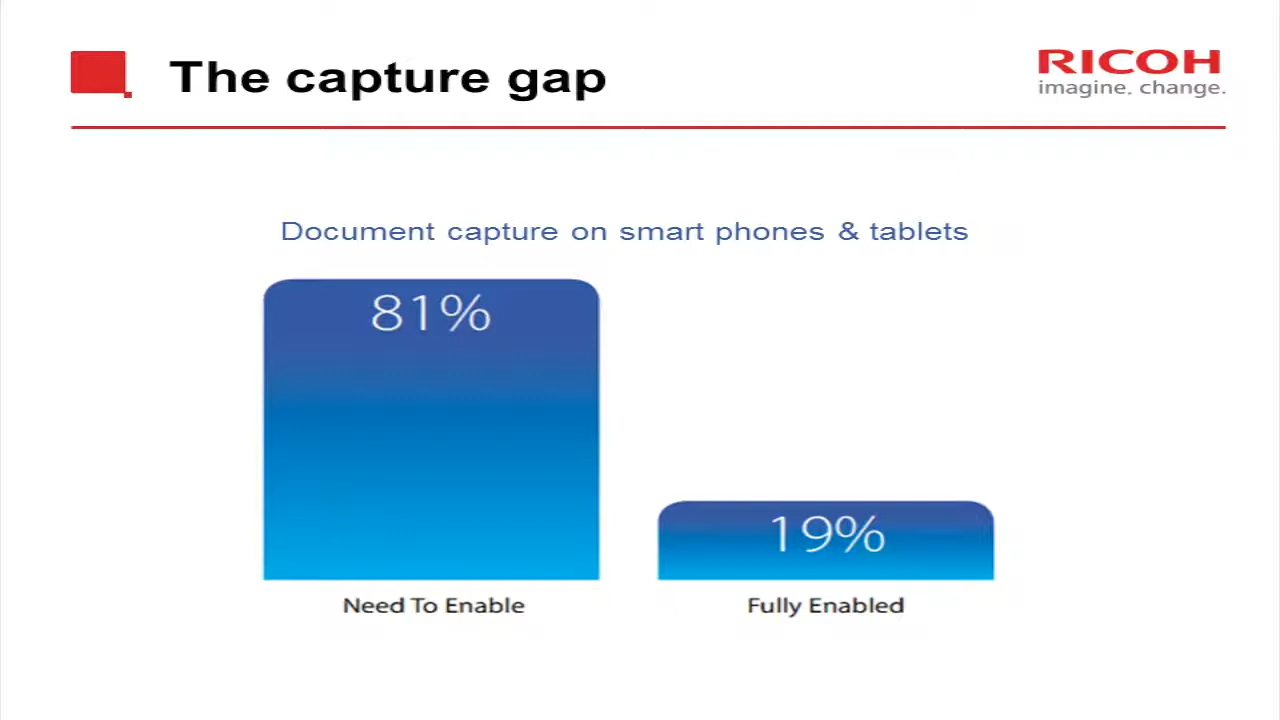 The capture gap
RICOH
imagine. change.
Document capture on smart phones & tablets
81%
19%
Need To Enable
Fully Enabled